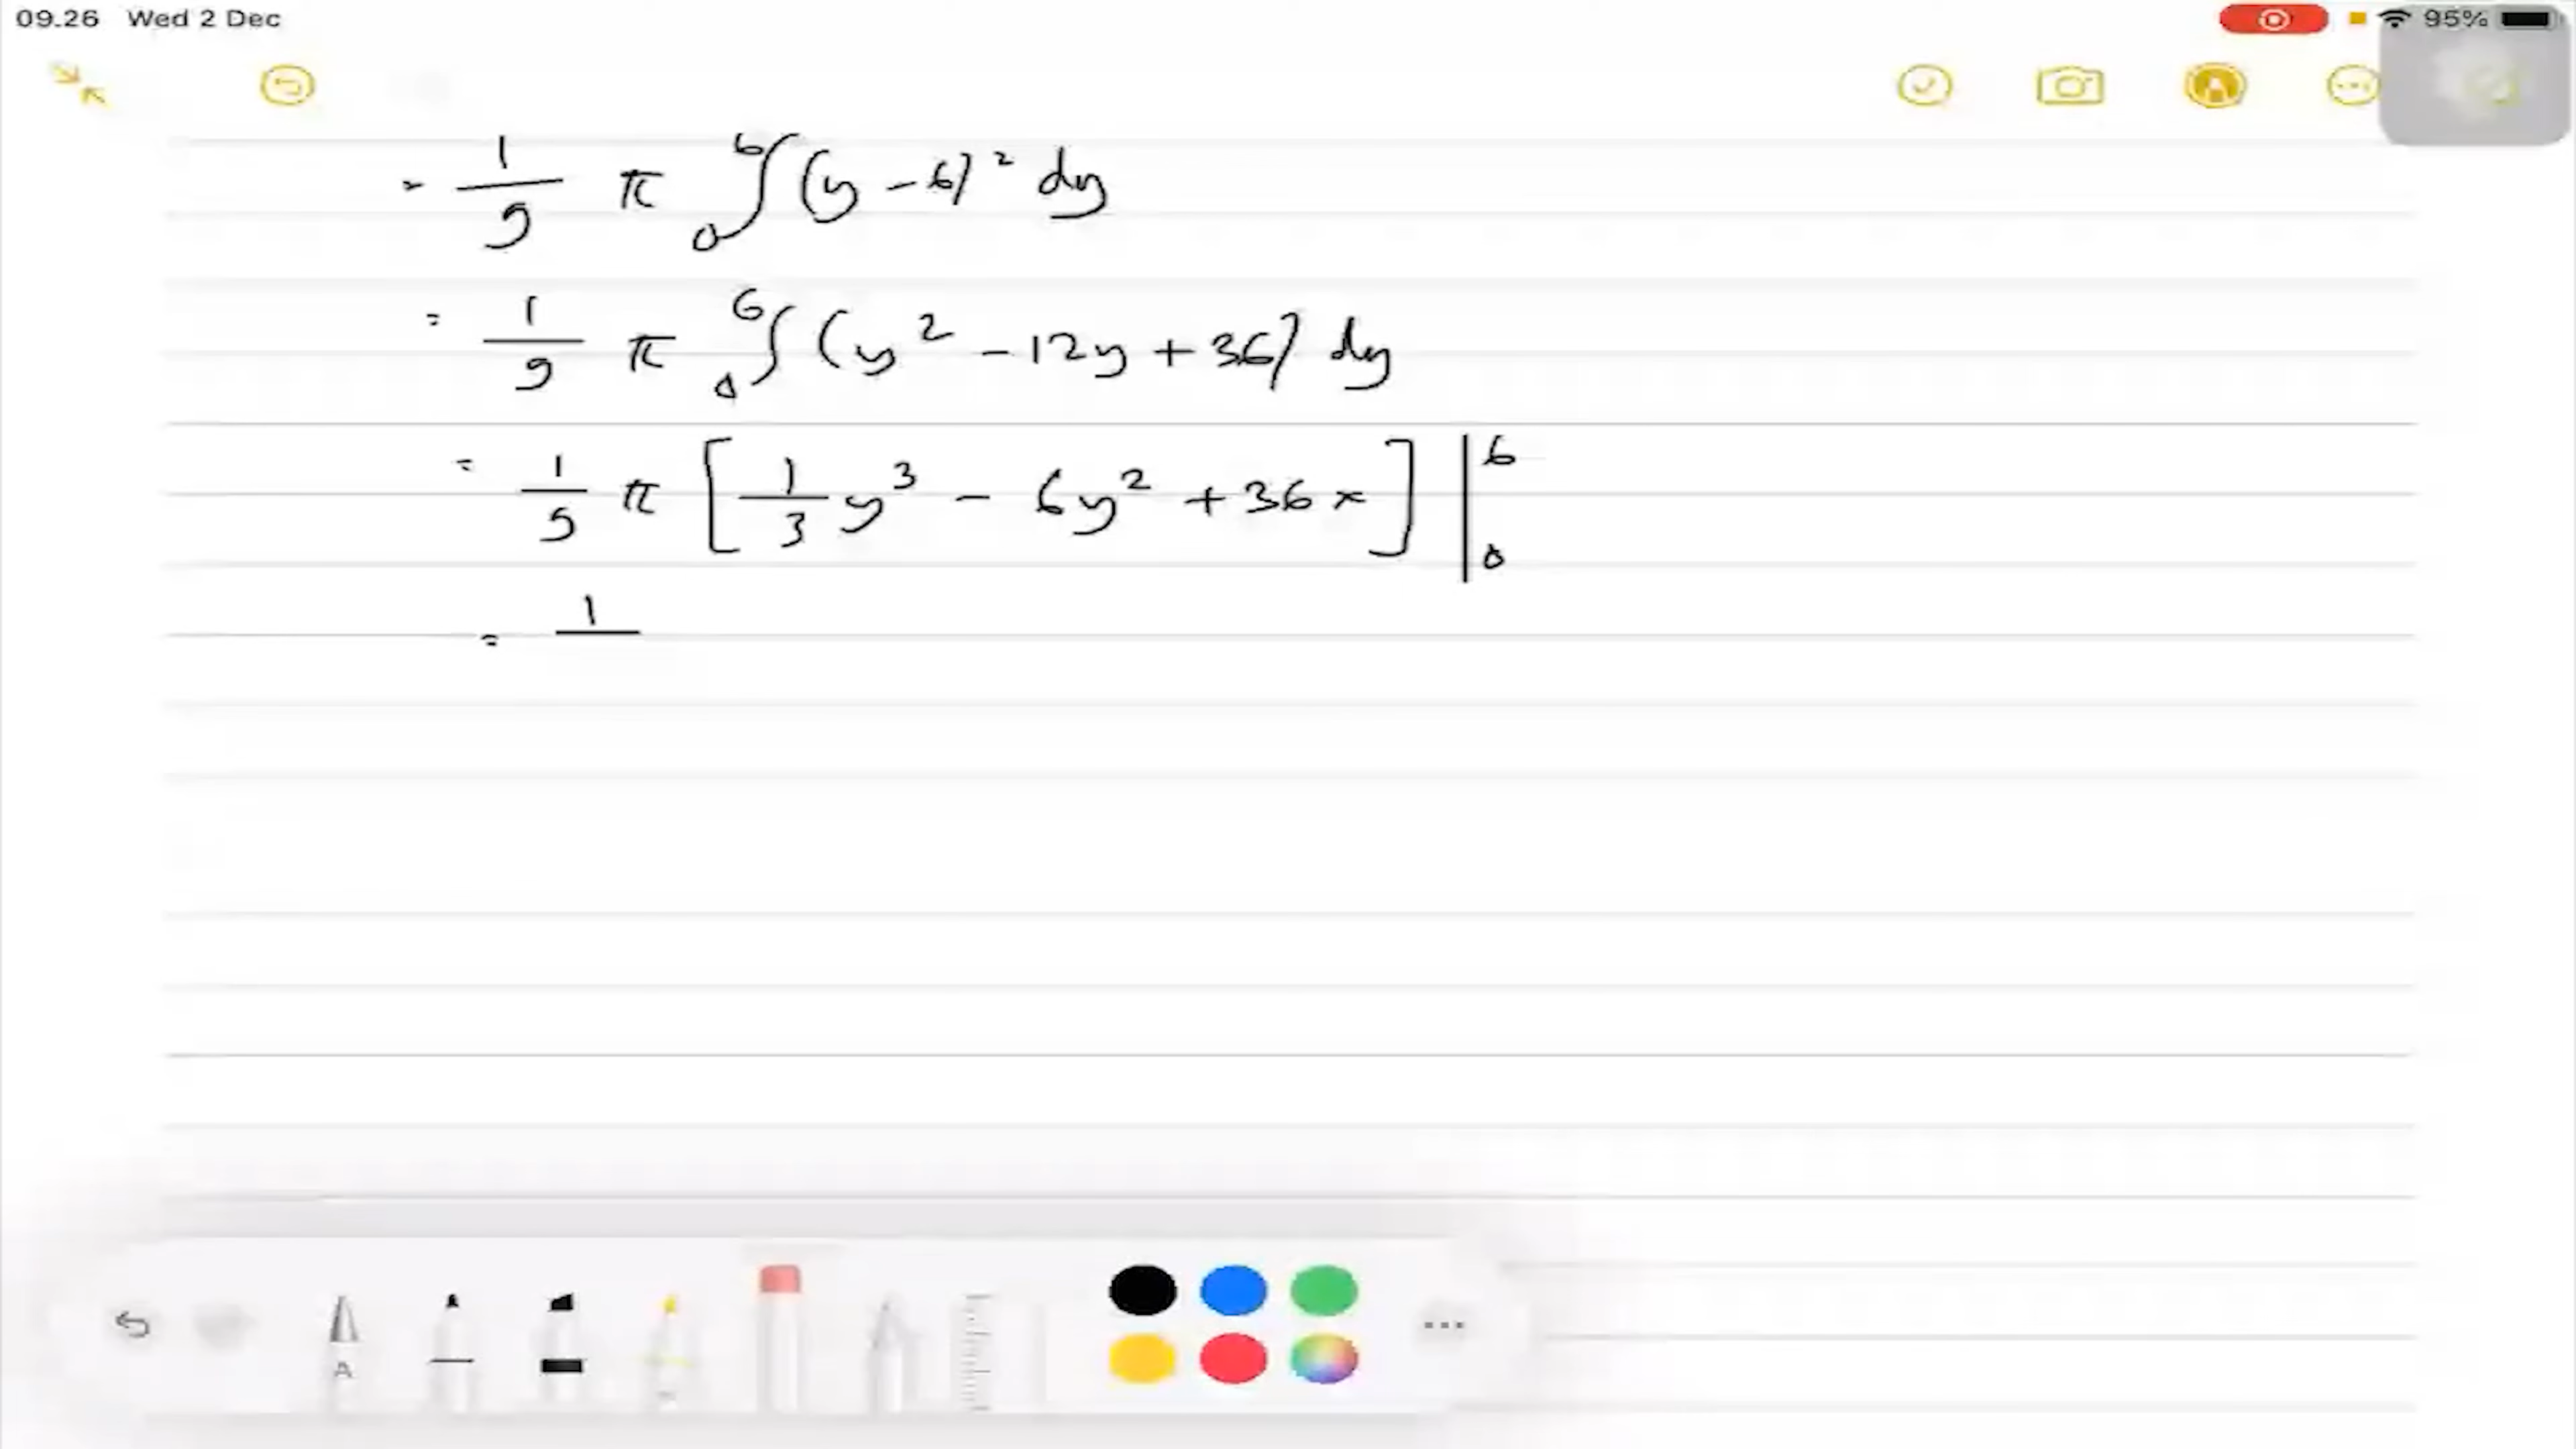 09.26 Wed 2 Dec 95%
= 1/9 π ₀⁶∫ (y - 6)² dy
= 1/9 π ₀⁶∫ (y² - 12y + 36) dy
= 1/9 π [1/3 y³ - 6y² + 36x] |₀⁶
= 1/
A